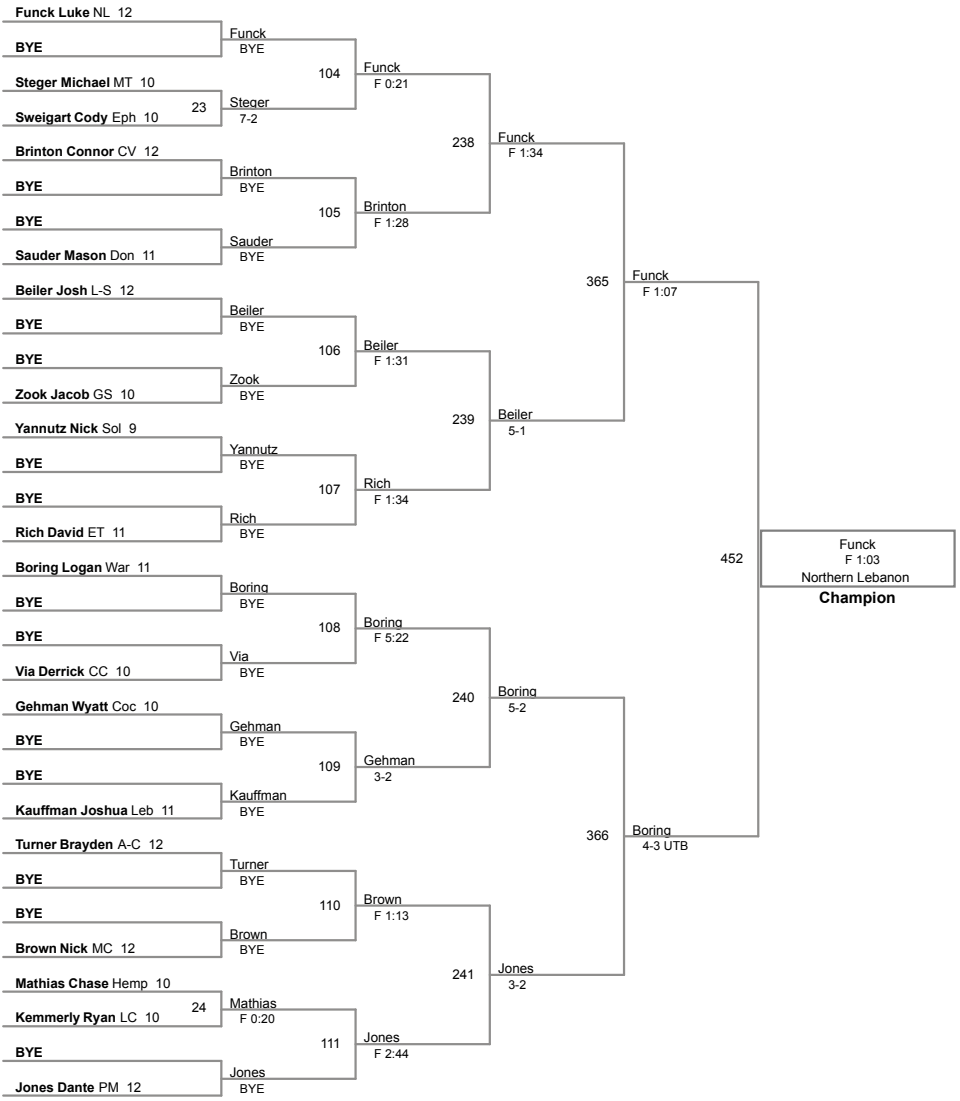 Funck Luke NL 12
BYE
Steger Michael MT 10
Sweigart Cody Eph 10
Brinton Connor CV 12
BYE
BYE
Sauder Mason Don 11
Beiler Josh L-S 12
BYE
BYE
Zook Jacob GS 10
Yannutz Nick Sol 9
BYE
BYE
Rich David ET 11
Boring Logan War 11
BYE
BYE
Via Derrick CC 10
Gehman Wyatt Coc 10
BYE
BYE
Kauffman Joshua Leb 11
Turner Brayden A-C 12
BYE
BYE
Brown Nick MC 12
Mathias Chase Hemp 10
Kemmerly Ryan LC 10
BYE
Jones Dante PM 12
23
24
Funck
BYE
Steger
7-2
Brinton
BYE
Sauder
BYE
Beiler
BYE
Zook
BYE
Yannutz
BYE
Rich
BYE
Boring
BYE
Via
BYE
Gehman
BYE
Kauffman
BYE
Turner
BYE
Brown
BYE
Mathias
F 0:20
Jones
BYE
104
105
106
107
108
109
110
111
Funck
F 0:21
Brinton
F 1:28
Beiler
F 1:31
Rich
F 1:34
Boring
F 5:22
Gehman
3-2
Brown
F 1:13
Jones
F 2:44
238
239
240
241
Funck
F 1:34
Beiler
5-1
Boring
5-2
Jones
3-2
365
366
Funck
F 1:07
Boring
4-3 UTB
452
Funck
F 1:03
Northern Lebanon
Champion